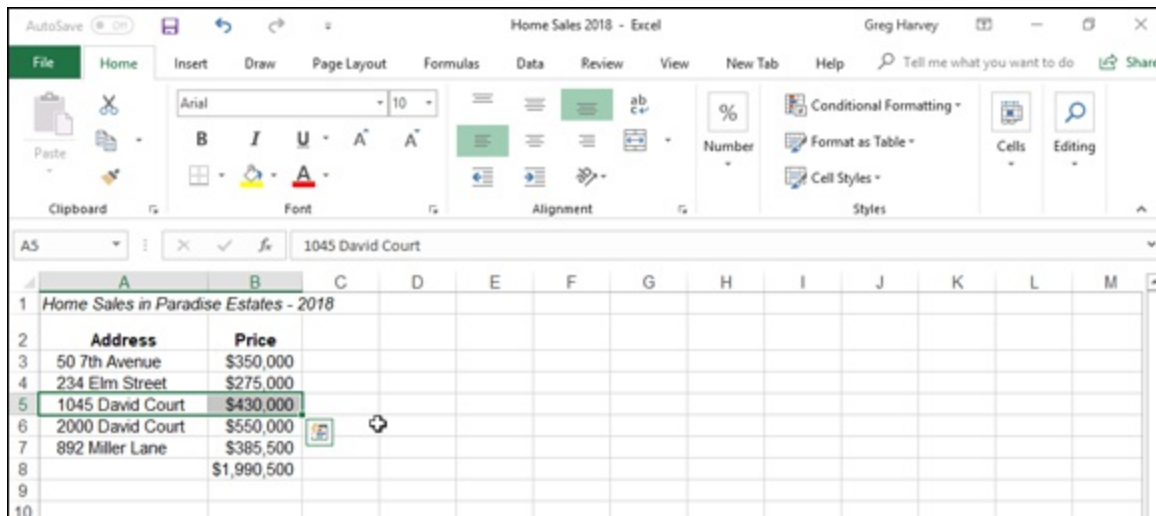 AutoSave Off Home Sales 2018 - Excel Greg Harvey
File Home Insert Draw Page Layout Formulas Data Review View New Tab Help Tell me what you want to do Share
Arial 10 ab Conditional Formatting
B I U A A % Format as Table
Paste A Number Cell Styles Cells Editing
Clipboard Font Alignment Styles
A5 fx 1045 David Court
A B C D E F G H I J K L M
1 Home Sales in Paradise Estates - 2018
2 Address Price
3 50 7th Avenue $350,000
4 234 Elm Street $275,000
5 1045 David Court $430,000
6 2000 David Court $550,000
7 892 Miller Lane $385,500
8 $1,990,500
9
10